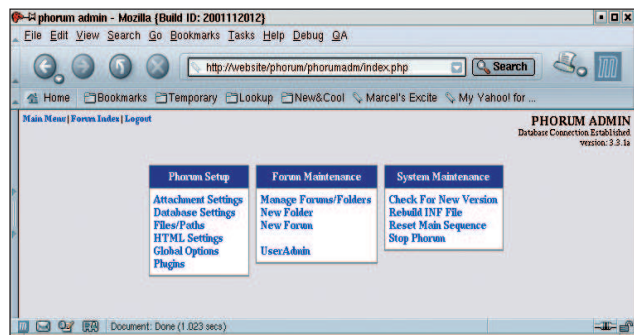 phorum admin - Mozilla {Build ID: 2001112012}
File Edit View Search Go Bookmarks Tasks Help Debug QA
http://website/phorum/phorumadm/index.php Search
Home Bookmarks Temporary Lookup New&Cool Marcel's Excite My Yahoo! for ...
Main Menu | Forum Index | Logout
PHORUM ADMIN
Database Connection Established
version: 3.3.1a
Phorum Setup
Attachment Settings
Database Settings
Files/Paths
HTML Settings
Global Options
Plugins
Forum Maintenance
Manage Forums/Folders
New Folder
New Forum
UserAdmin
System Maintenance
Check For New Version
Rebuild INF File
Reset Main Sequence
Stop Phorum
Document: Done (1.023 secs)